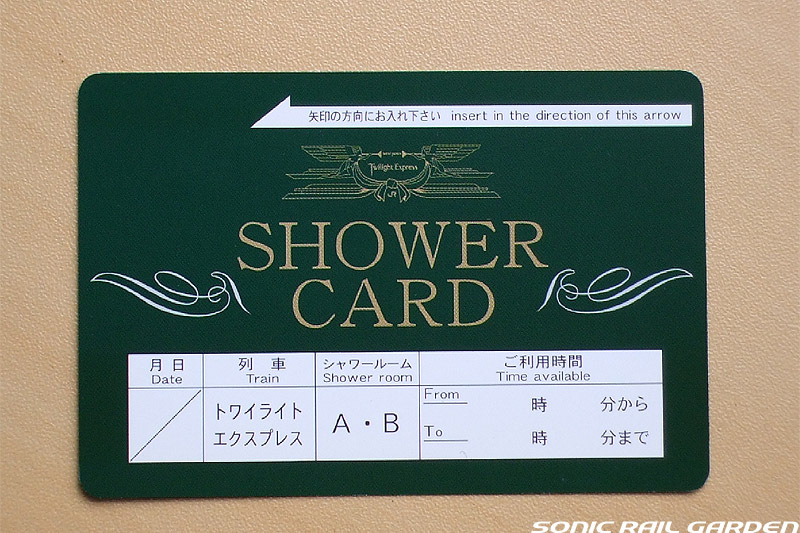 矢印の方向にお入れ下さい insert in the direction of this arrow
Twilight Express
SHOWER
CARD
月 日 列 車 シャワールーム ご利用時間
Date Train Shower room Time available
トワイライト
エクスプレス
A・B
From 時 分から
To 時 分まで
SONIC RAIL GARDEN